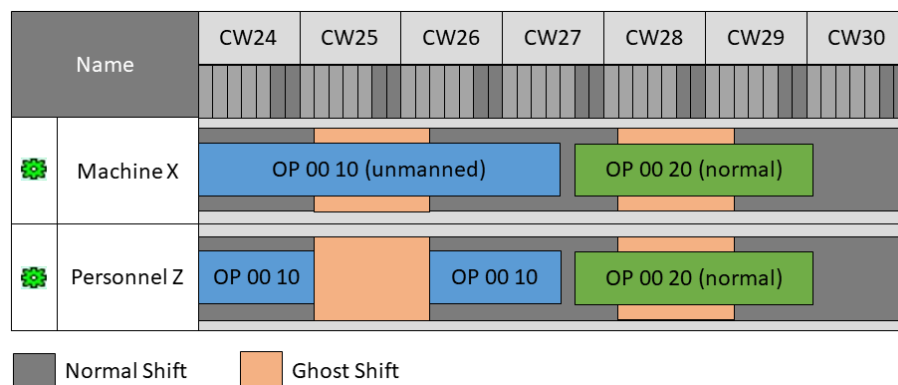 Name
CW24 CW25 CW26 CW27 CW28 CW29 CW30
Machine X
OP 00 10 (unmanned) OP 00 20 (normal)
Personnel Z
OP 00 10 OP 00 10 OP 00 20 (normal)
Normal Shift Ghost Shift